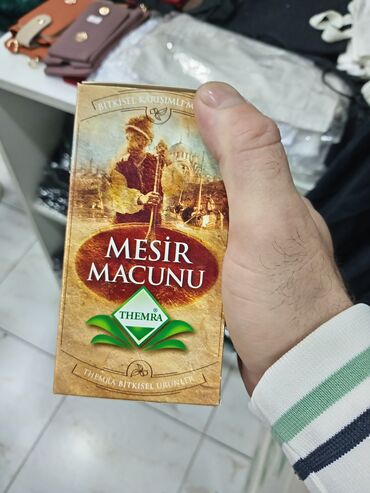 BİTKİSEL KARIŞIMLI M
MESİR
MACUNU
THEMRA®
THEMRA BİTKİSEL ÜRÜNLER